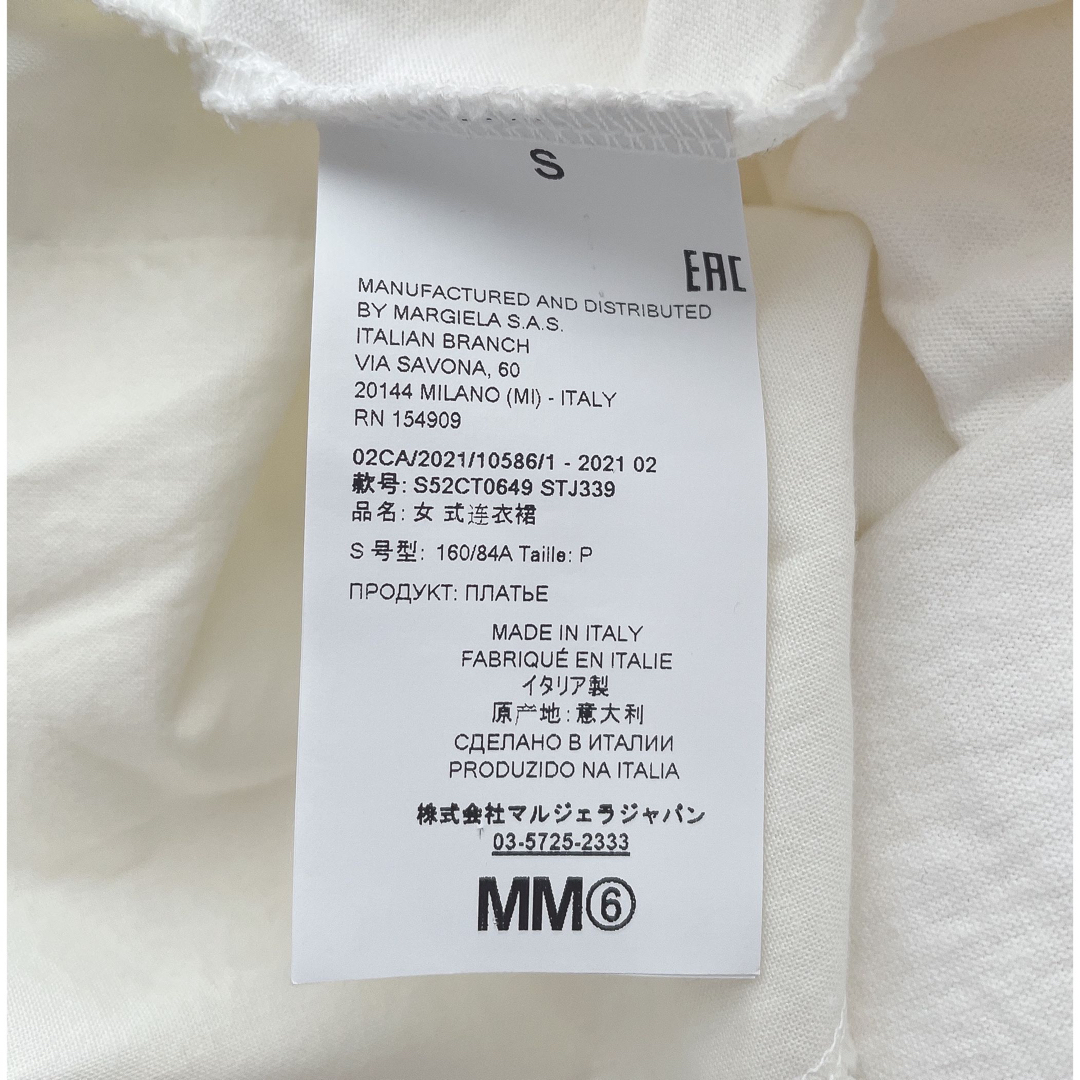 S
EAC
MANUFACTURED AND DISTRIBUTED
BY MARGIELA S.A.S.
ITALIAN BRANCH
VIA SAVONA, 60
20144 MILANO (MI) - ITALY
RN 154909
02CA/2021/10586/1 - 2021 02
款号: S52CT0649 STJ339
品名: 女 式连衣裙
S 号型: 160/84A Taille: P
ПРОДУКТ: ПЛАТЬЕ
MADE IN ITALY
FABRIQUÉ EN ITALIE
イタリア製
原产地: 意大利
СДЕЛАНО В ИТАЛИИ
PRODUZIDO NA ITALIA
株式会社マルジェラジャパン
03-5725-2333
MM⑥